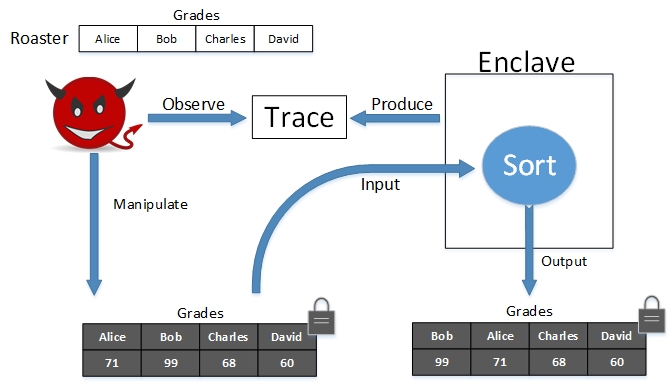 Grades
Roaster Alice Bob Charles David
Enclave
Observe Trace Produce
Sort
Manipulate Input
Output
Grades
Alice Bob Charles David
71 99 68 60
Grades
Bob Alice Charles David
99 71 68 60